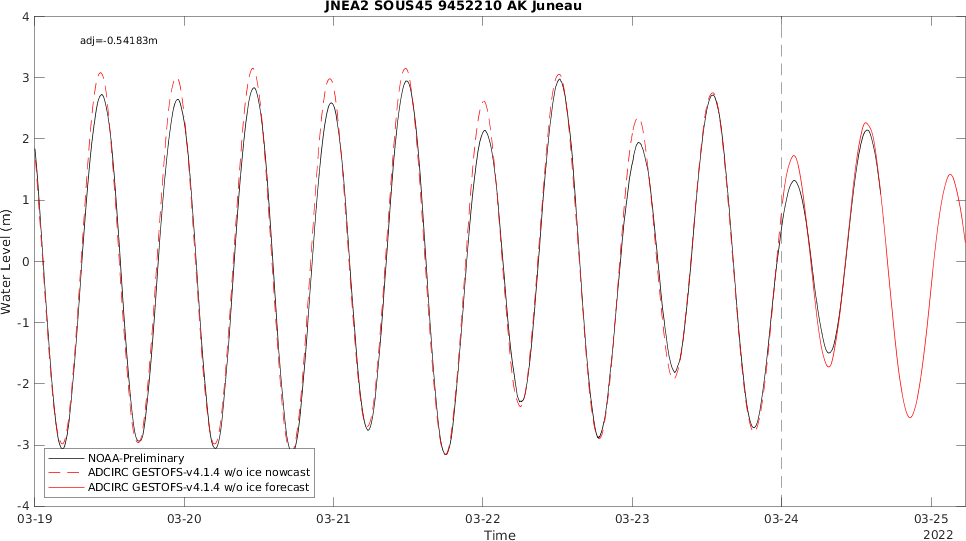 JNEA2 SOUS45 9452210 AK Juneau
adj=-0.54183m
4
3
2
1
0
-1
-2
-3
-4
Water Level (m)
NOAA-Preliminary
ADCIRC GESTOFS-v4.1.4 w/o ice nowcast
ADCIRC GESTOFS-v4.1.4 w/o ice forecast
03-19 03-20 03-21 03-22 03-23 03-24 03-25
Time
2022